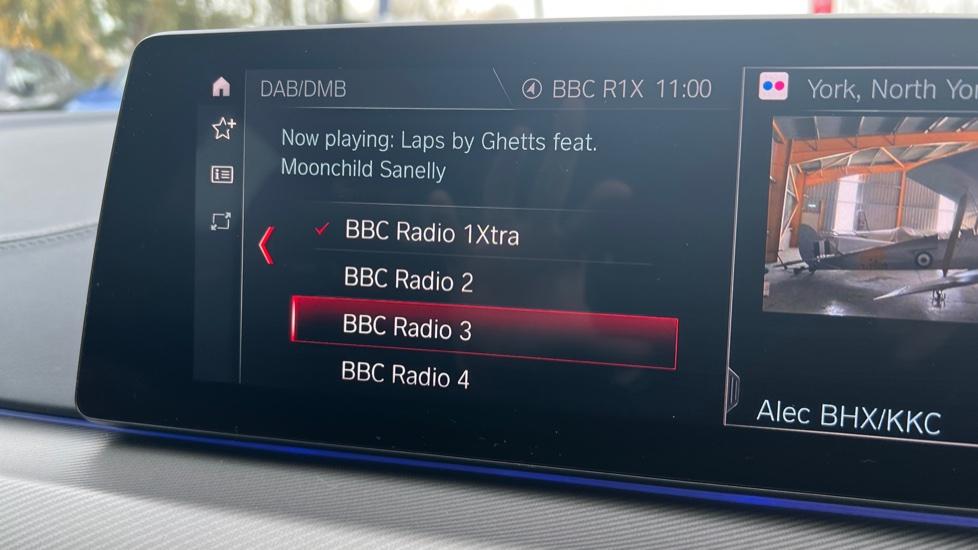 DAB/DMB
BBC R1X 11:00
York, North Yor
Now playing: Laps by Ghetts feat.
Moonchild Sanelly
BBC Radio 1Xtra
BBC Radio 2
BBC Radio 3
BBC Radio 4
Alec BHX/KKC